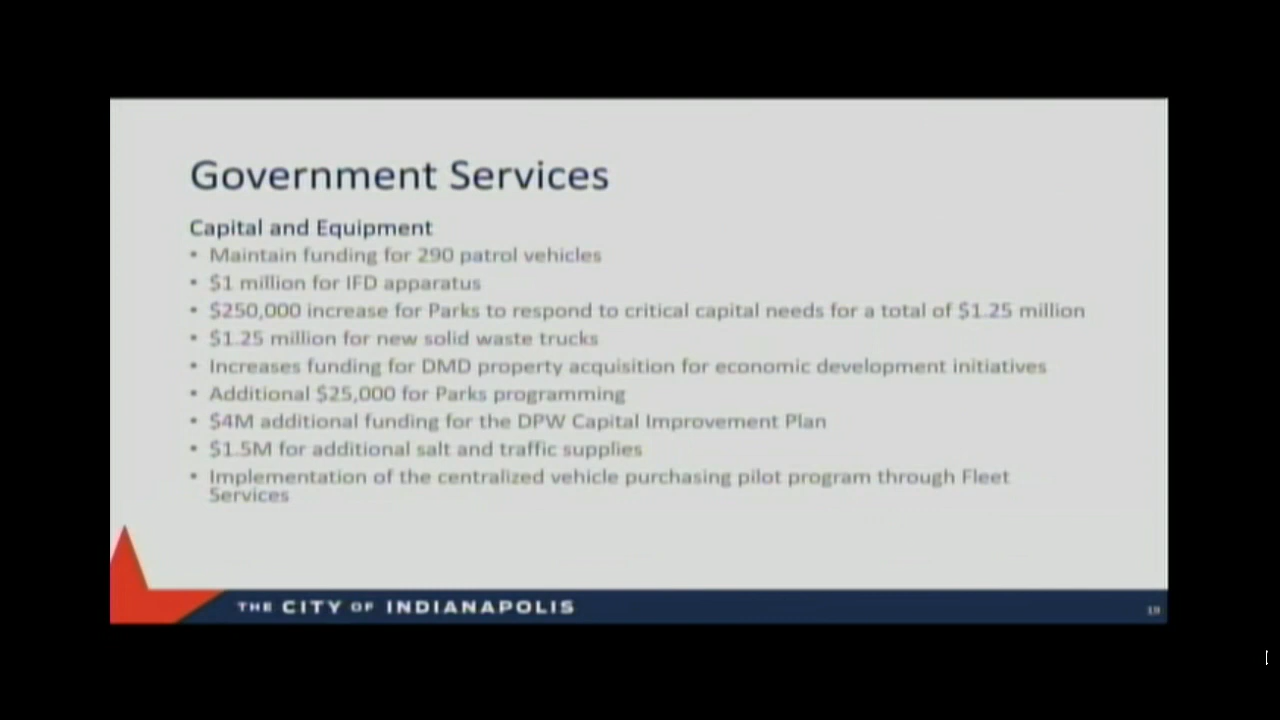 Government Services
Capital and Equipment
• Maintain funding for 290 patrol vehicles
• $1 million for IFD apparatus
• $250,000 increase for Parks to respond to critical capital needs for a total of $1.25 million
• $1.25 million for new solid waste trucks
• Increases funding for DMD property acquisition for economic development initiatives
• Additional $25,000 for Parks programming
• $4M additional funding for the DPW Capital Improvement Plan
• $1.5M for additional salt and traffic supplies
• Implementation of the centralized vehicle purchasing pilot program through Fleet
Services
THE CITY OF INDIANAPOLIS